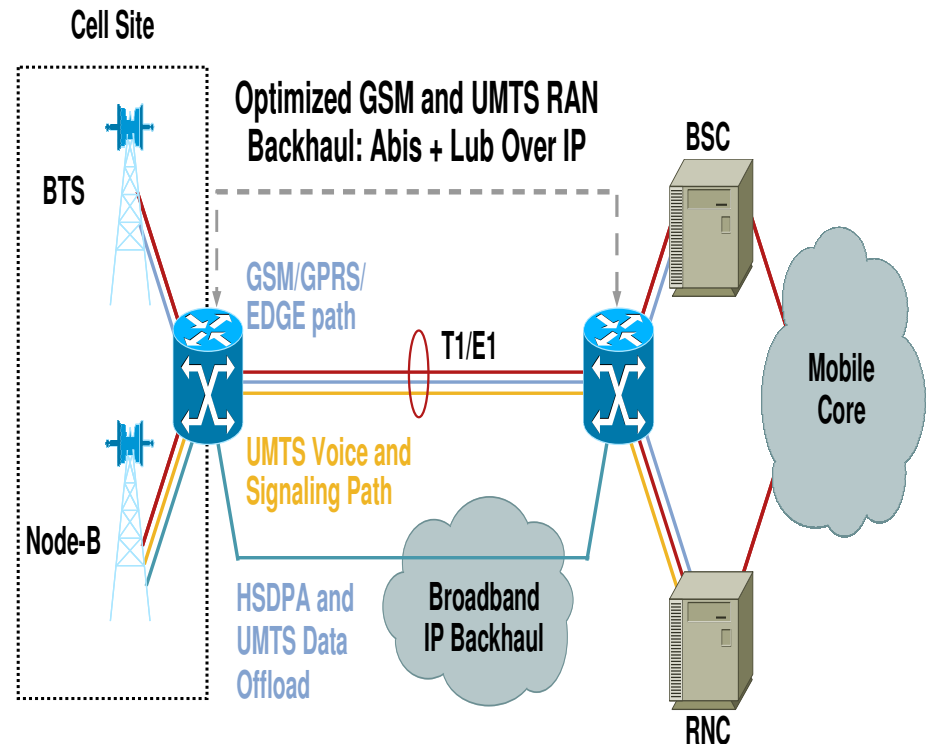 Cell Site
Optimized GSM and UMTS RAN
Backhaul: Abis + Lub Over IP
BSC
BTS
GSM/GPRS/
EDGE path
T1/E1
Mobile
Core
UMTS Voice and
Signaling Path
Node-B
HSDPA and
UMTS Data
Offload
Broadband
IP Backhaul
RNC